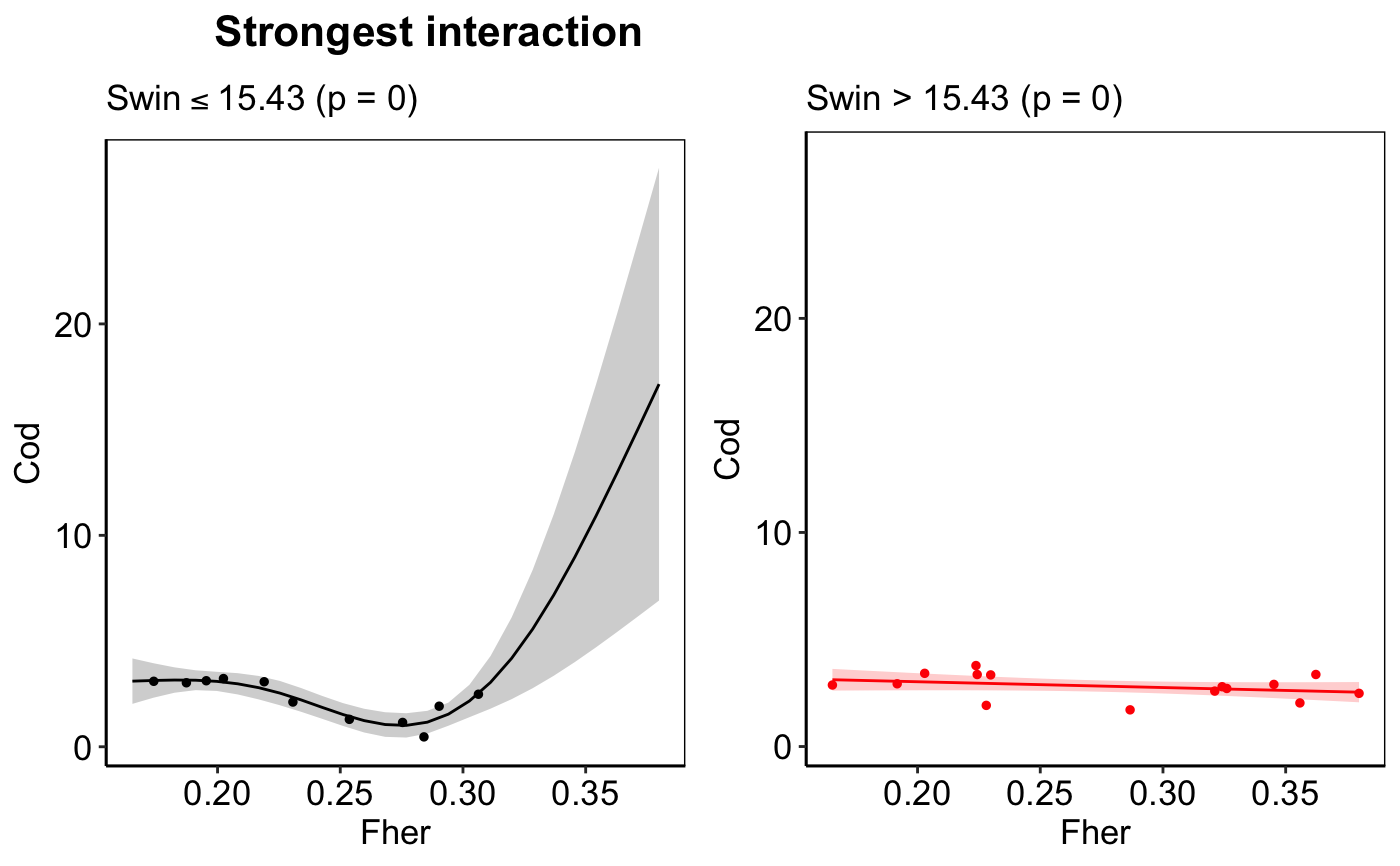 Strongest interaction
Swin ≤ 15.43 (p = 0)
20
10
0
Cod
0.20 0.25 0.30 0.35
Fher
Swin > 15.43 (p = 0)
20
10
0
Cod
0.20 0.25 0.30 0.35
Fher